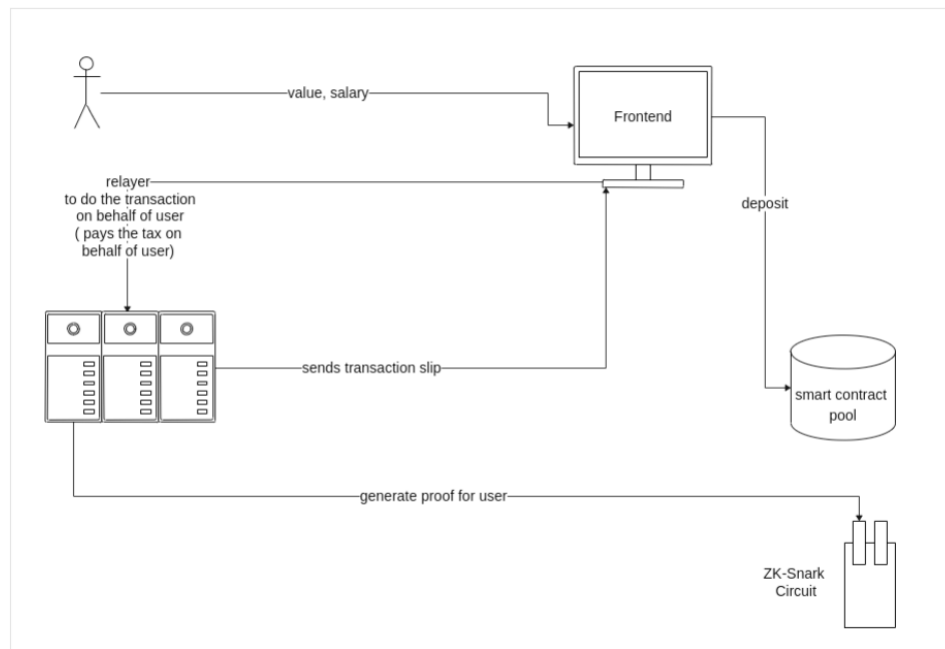 value, salary
Frontend
relayer
to do the transaction
on behalf of user
( pays the tax on
behalf of user)
deposit
sends transaction slip
smart contract
pool
generate proof for user
ZK-Snark
Circuit